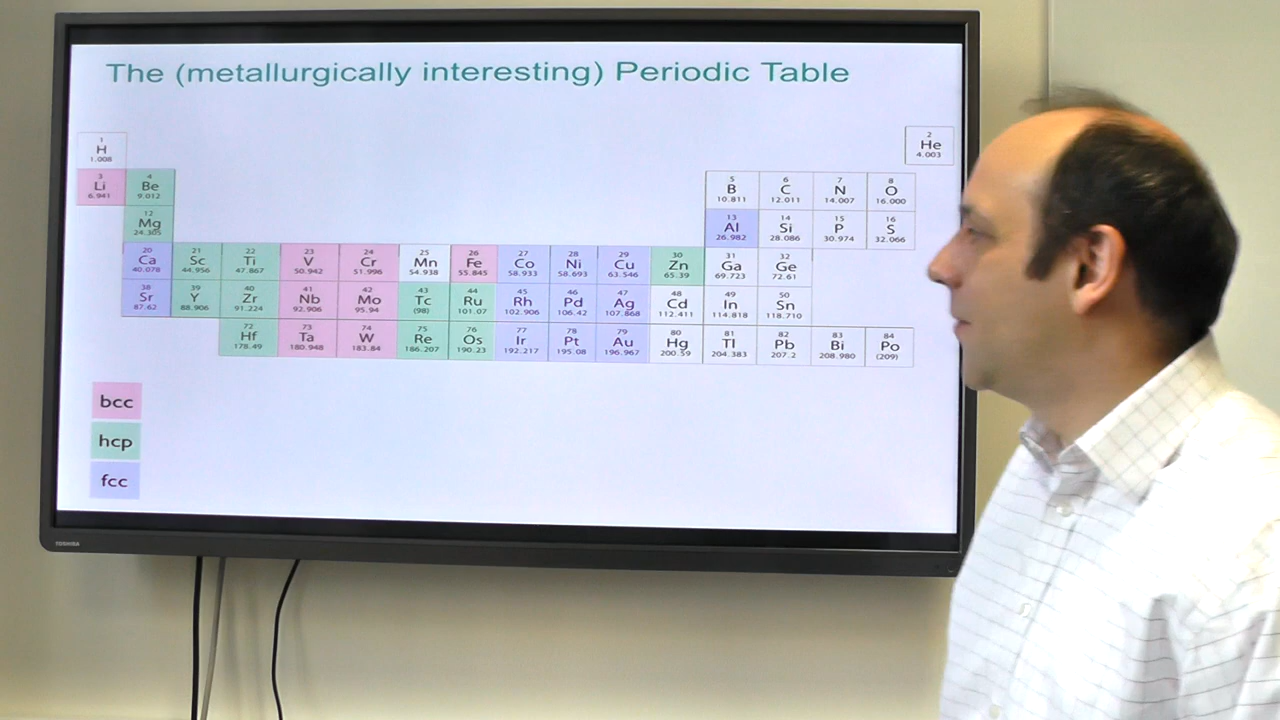 The (metallurgically interesting) Periodic Table
1 2
H He
1.008 4.003
3 4 5 6 7 8
Li Be B C N O
6.941 9.012 10.811 12.011 14.007 16.000
12 13 14 15 16
Mg Al Si P S
24.305 26.982 28.086 30.974 32.066
20 21 22 23 24 25 26 27 28 29 30 31 32
Ca Sc Ti V Cr Mn Fe Co Ni Cu Zn Ga Ge
40.078 44.956 47.867 50.942 51.996 54.938 55.845 58.933 58.693 63.546 65.39 69.723 72.61
38 39 40 41 42 43 44 45 46 47 48 49 50
Sr Y Zr Nb Mo Tc Ru Rh Pd Ag Cd In Sn
87.62 88.906 91.224 92.906 95.94 (98) 101.07 102.906 106.42 107.868 112.411 114.818 118.710
72 73 74 75 76 77 78 79 80 81 82 83 84
Hf Ta W Re Os Ir Pt Au Hg Tl Pb Bi Po
178.49 180.948 183.84 186.207 190.23 192.217 195.08 196.967 200.59 204.383 207.2 208.980 (209)
bcc
hcp
fcc
TOSHIBA